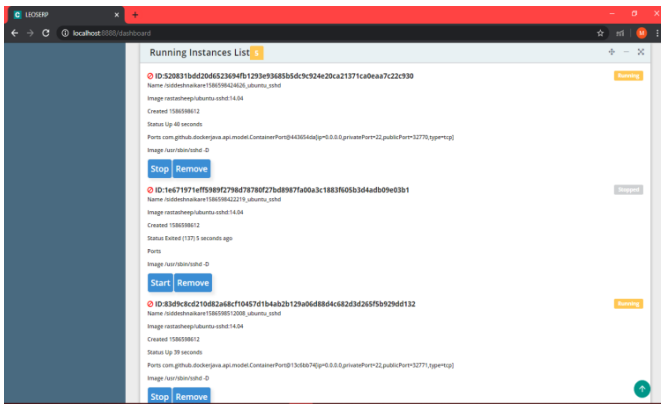 LEOSERP
localhost:8888/dashboard
Running Instances List 5
ID:520831bdd20d6523694fb1293e93685b5dc9c924e20ca21371ca0eaa7c22c930
Running
Name /siddeshnaikare1586598424626_ubuntu_sshd
Image rastasheep/ubuntu-sshd:14.04
Created 1586598612
Status Up 40 seconds
Ports com.github.dockerjava.api.model.ContainerPort@443654da[ip=0.0.0.0,privatePort=22,publicPort=32770,type=tcp]
Image /usr/sbin/sshd -D
Stop Remove
ID:1e671971eff5989f2798d78780f27bd8987fa00a3c1883f605b3d4adb09e03b1
Stopped
Name /siddeshnaikare1586598422219_ubuntu_sshd
Image rastasheep/ubuntu-sshd:14.04
Created 1586598612
Status Exited (137) 5 seconds ago
Ports
Image /usr/sbin/sshd -D
Start Remove
ID:83d9c8cd210d82a68cf10457d1b4ab2b129a06d88d4c682d3d265f5b929dd132
Running
Name /siddeshnaikare1586598512008_ubuntu_sshd
Image rastasheep/ubuntu-sshd:14.04
Created 1586598612
Status Up 39 seconds
Ports com.github.dockerjava.api.model.ContainerPort@13c6bb74[ip=0.0.0.0,privatePort=22,publicPort=32771,type=tcp]
Image /usr/sbin/sshd -D
Stop Remove